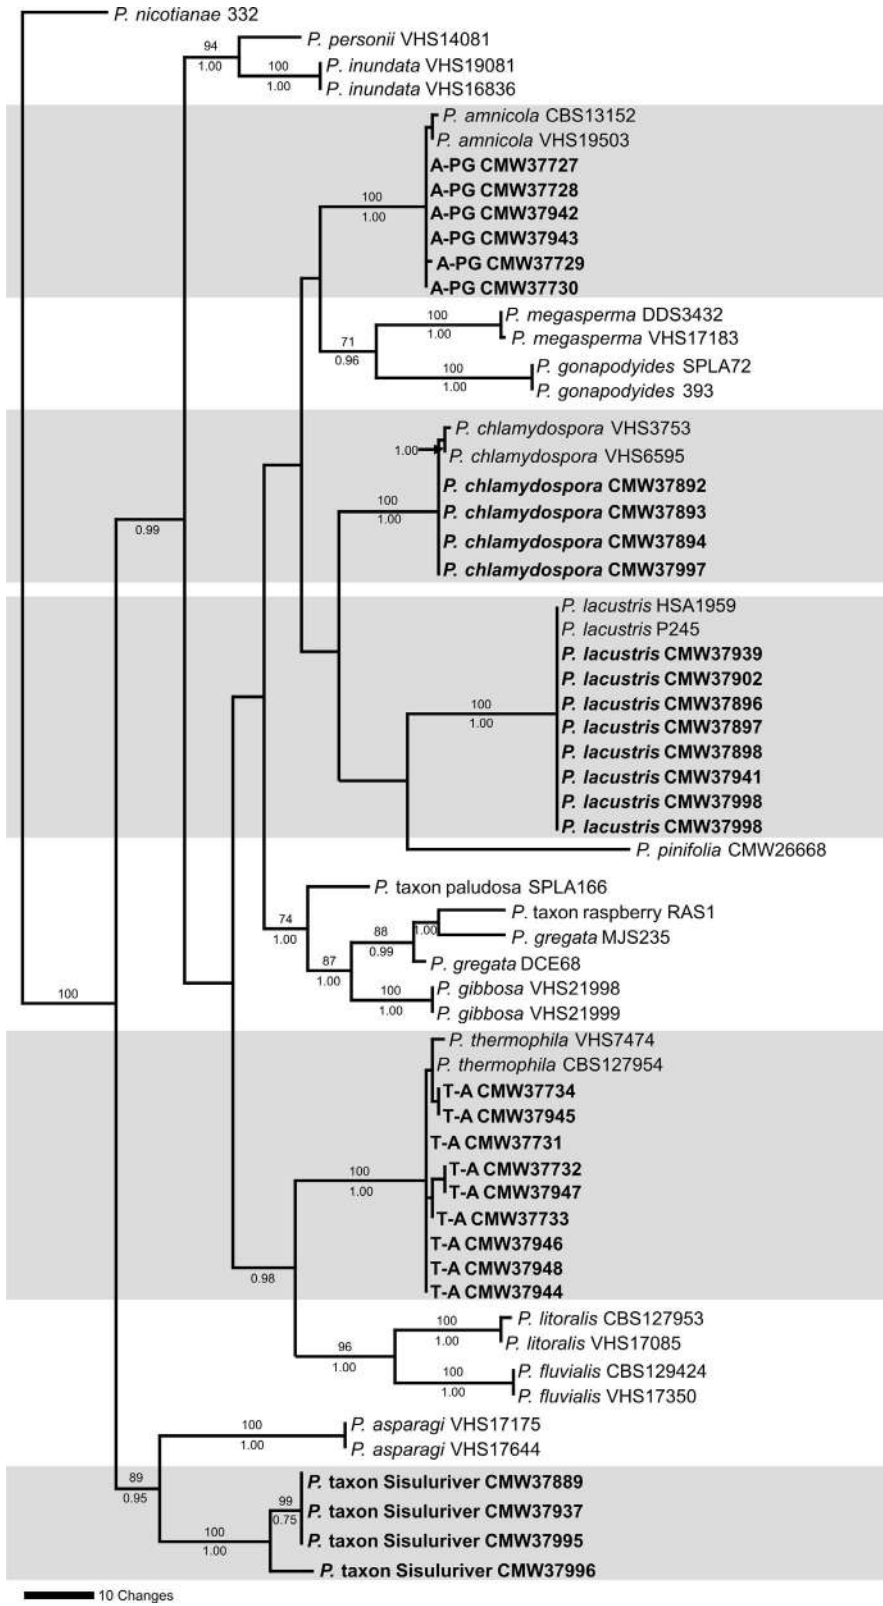 P. nicotianae 332
P. personii VHS14081
94
1.00
100
1.00
P. inundata VHS19081
P. inundata VHS16836
P. amnicola CBS13152
P. amnicola VHS19503
A-PG CMW37727
A-PG CMW37728
100
1.00
A-PG CMW37942
A-PG CMW37943
A-PG CMW37729
A-PG CMW37730
100
1.00
P. megasperma DDS3432
P. megasperma VHS17183
71
0.96
100
1.00
P. gonapodyides SPLA72
P. gonapodyides 393
P. chlamydospora VHS3753
1.00
P. chlamydospora VHS6595
P. chlamydospora CMW37892
100
1.00
P. chlamydospora CMW37893
P. chlamydospora CMW37894
0.99
P. chlamydospora CMW37997
P. lacustris HSA1959
P. lacustris P245
P. lacustris CMW37939
P. lacustris CMW37902
P. lacustris CMW37896
100
1.00
P. lacustris CMW37897
P. lacustris CMW37898
P. lacustris CMW37941
P. lacustris CMW37998
P. lacustris CMW37998
P. pinifolia CMW26668
P. taxon paludosa SPLA166
74
1.00
P. taxon raspberry RAS1
1.00
P. gregata MJS235
88
0.99
P. gregata DCE68
87
1.00
P. gibbosa VHS21998
100
1.00
P. gibbosa VHS21999
100
P. thermophila VHS7474
P. thermophila CBS127954
T-A CMW37734
T-A CMW37945
T-A CMW37731
T-A CMW37732
100
1.00
T-A CMW37947
T-A CMW37733
T-A CMW37946
T-A CMW37948
0.98
T-A CMW37944
P. litoralis CBS127953
100
1.00
P. litoralis VHS17085
96
1.00
P. fluvialis CBS129424
100
1.00
P. fluvialis VHS17350
P. asparagi VHS17175
100
1.00
P. asparagi VHS17644
89
0.95
P. taxon Sisuluriver CMW37889
99
0.75
P. taxon Sisuluriver CMW37937
100
1.00
P. taxon Sisuluriver CMW37995
P. taxon Sisuluriver CMW37996
10 Changes